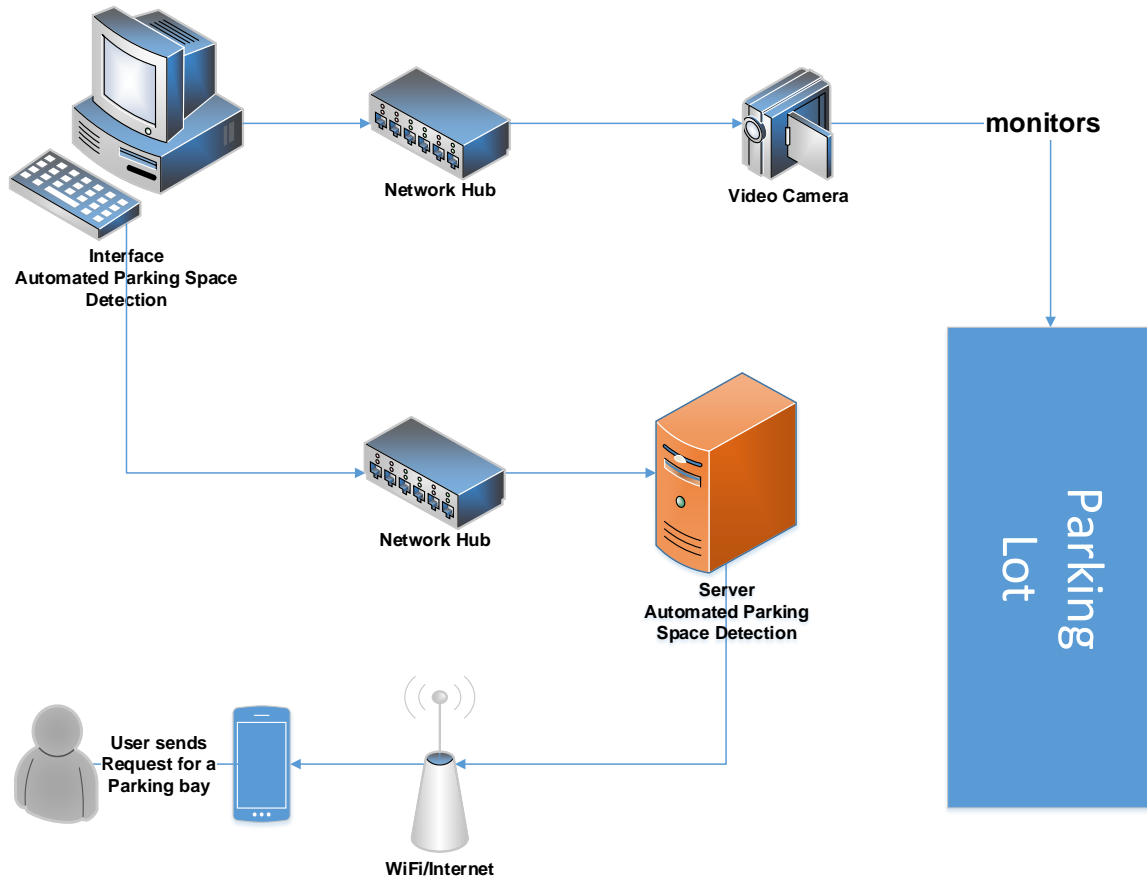 monitors
Network Hub
Video Camera
Interface
Automated Parking Space
Detection
Parking
Lot
Network Hub
Server
Automated Parking
Space Detection
User sends
Request for a
Parking bay
WiFi/Internet